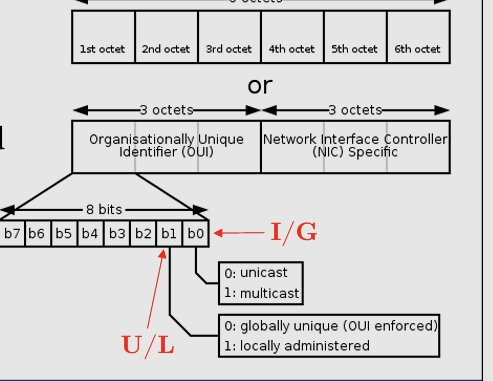 1st octet 2nd octet 3rd octet 4th octet 5th octet 6th octet
or
3 octets 3 octets
Organisationally Unique
Identifier (OUI)
Network Interface Controller
(NIC) Specific
8 bits
b7 b6 b5 b4 b3 b2 b1 b0
I/G
0: unicast
1: multicast
U/L
0: globally unique (OUI enforced)
1: locally administered